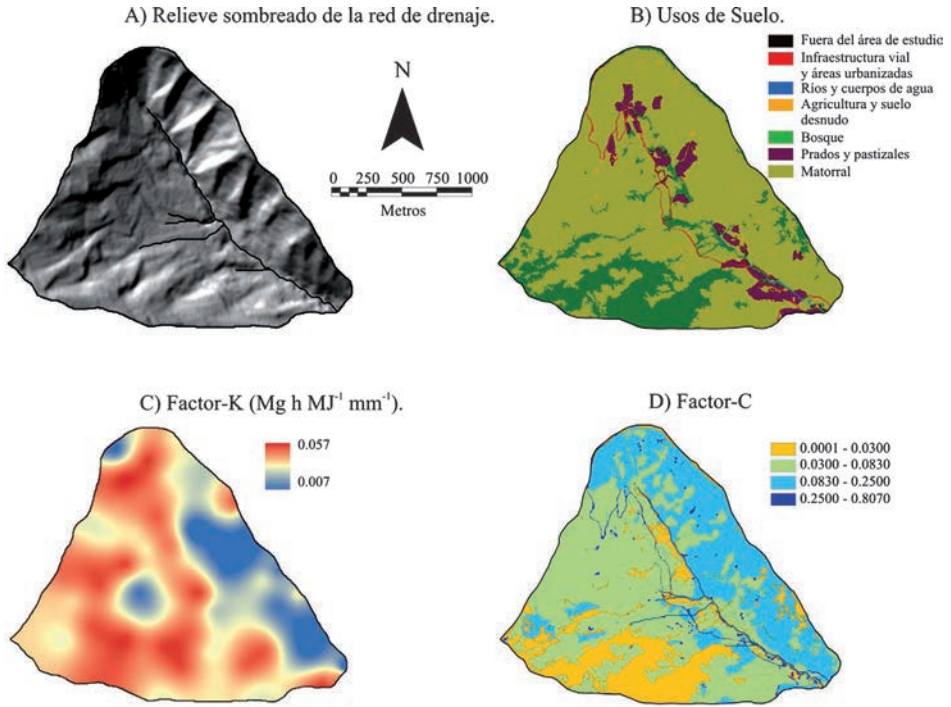 A) Relieve sombreado de la red de drenaje.
N
0 250 500 750 1000
Metros
B) Usos de Suelo.
Fuera del área de estudic
Infraestructura vial
y áreas urbanizadas
Ríos y cuerpos de agua
Agricultura y suelo
desnudo
Bosque
Prados y pastizales
Matorral
C) Factor-K (Mg h MJ⁻¹ mm⁻¹).
0.057
0.007
D) Factor-C
0.0001 - 0.0300
0.0300 - 0.0830
0.0830 - 0.2500
0.2500 - 0.8070